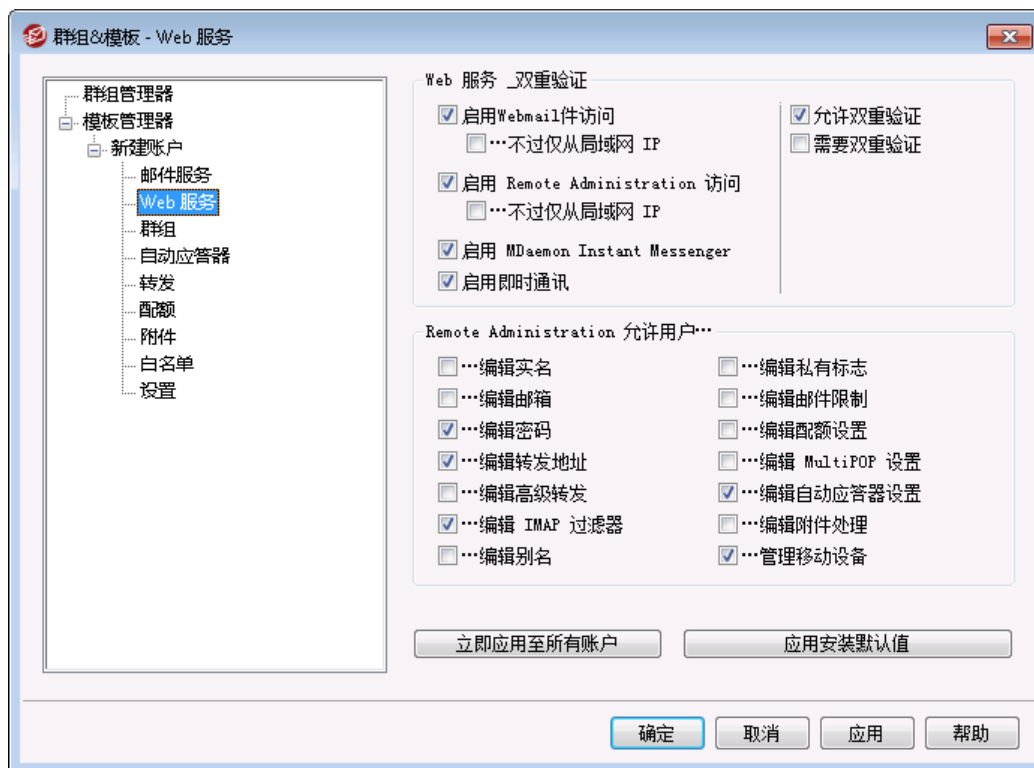 群组&模板 - Web 服务
群组管理器
模板管理器
新建账户
邮件服务
Web 服务
群组
自动应答器
转发
配额
附件
白名单
设置
Web 服务 _双重验证
启用Webmail件访问
…不过仅从局域网 IP
启用 Remote Administration 访问
…不过仅从局域网 IP
启用 MDaemon Instant Messenger
启用即时通讯
允许双重验证
需要双重验证
Remote Administration 允许用户…
…编辑实名
…编辑邮箱
…编辑密码
…编辑转发地址
…编辑高级转发
…编辑 IMAP 过滤器
…编辑别名
…编辑私有标志
…编辑邮件限制
…编辑配额设置
…编辑 MultiPOP 设置
…编辑自动应答器设置
…编辑附件处理
…管理移动设备
立即应用至所有账户
应用安装默认值
确定
取消
应用
帮助